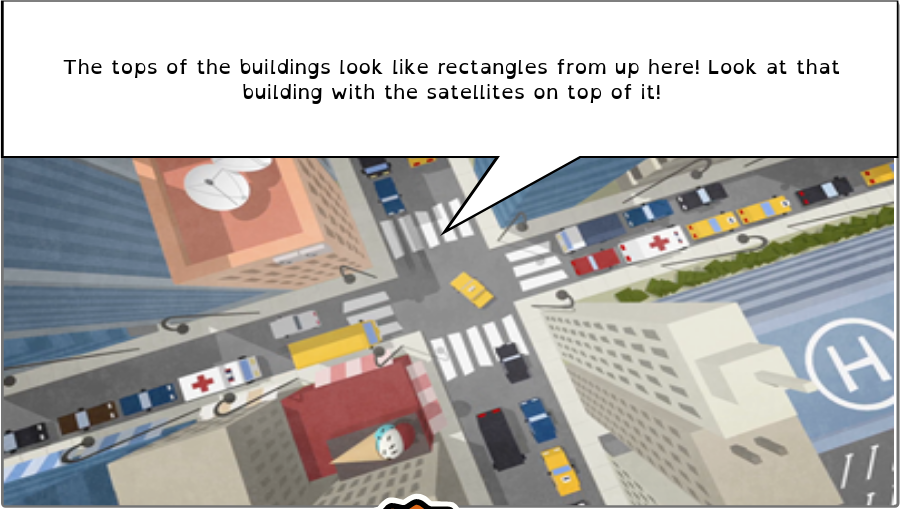 The tops of the buildings look like rectangles from up here! Look at that
building with the satellites on top of it!
H